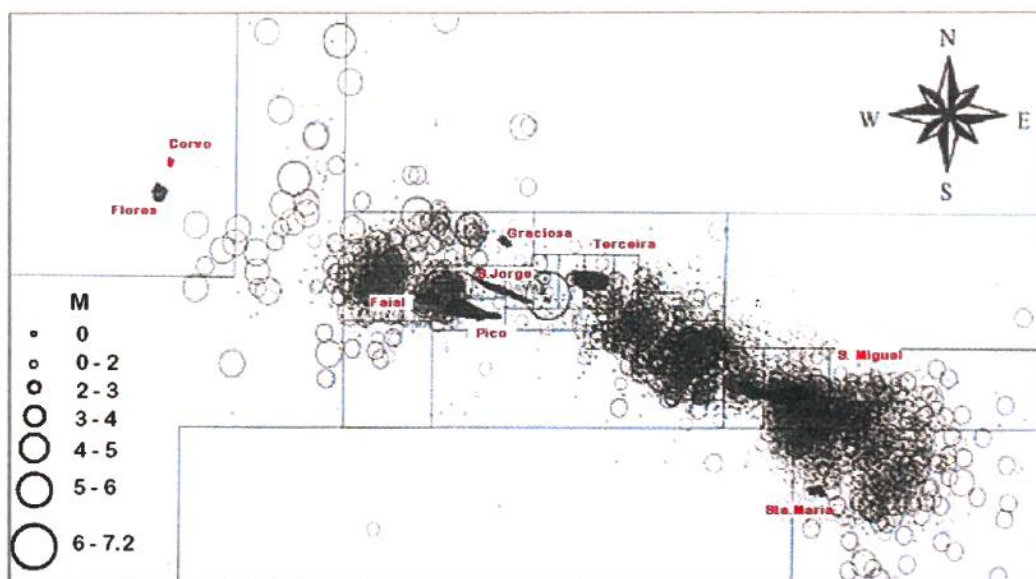 N
W E
S
Corvo
Flores
Graciosa
Terceira
S.Jorge
Faial
Pico
S. Miguel
Sta.Maria
M
0
0 - 2
2 - 3
3 - 4
4 - 5
5 - 6
6 - 7.2